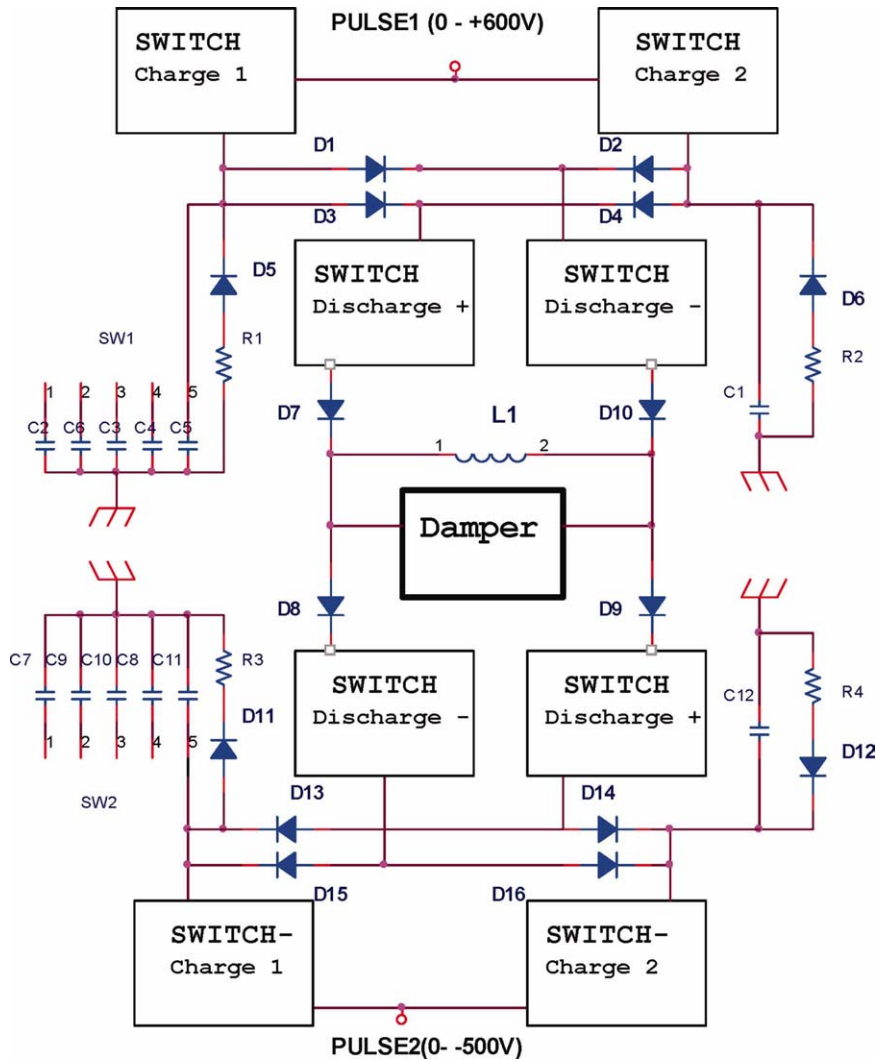 PULSE1 (0 - +600V)
SWITCH
Charge 1
SWITCH
Charge 2
D1
D2
D3
D4
SWITCH
Discharge +
SWITCH
Discharge -
D5
D6
SW1
R1
R2
1 2 3 4 5
C2 C6 C3 C4 C5
C1
D7
D10
L1
1 2
Damper
D8
D9
C7 C9 C10 C8 C11
R3
D11
SWITCH
Discharge -
SWITCH
Discharge +
C12
R4
D12
1 2 3 4 5
SW2
D13
D14
D15
D16
SWITCH-
Charge 1
SWITCH-
Charge 2
PULSE2(0- -500V)